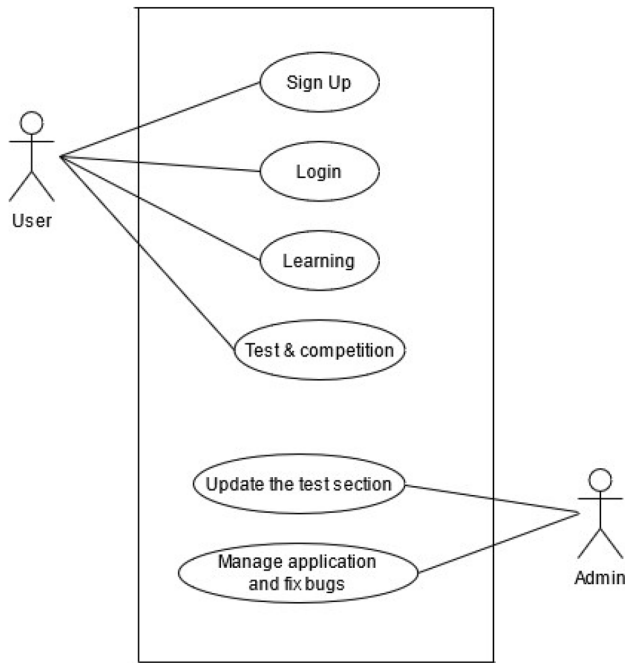 Sign Up
Login
User
Learning
Test & competition
Update the test section
Manage application
and fix bugs
Admin